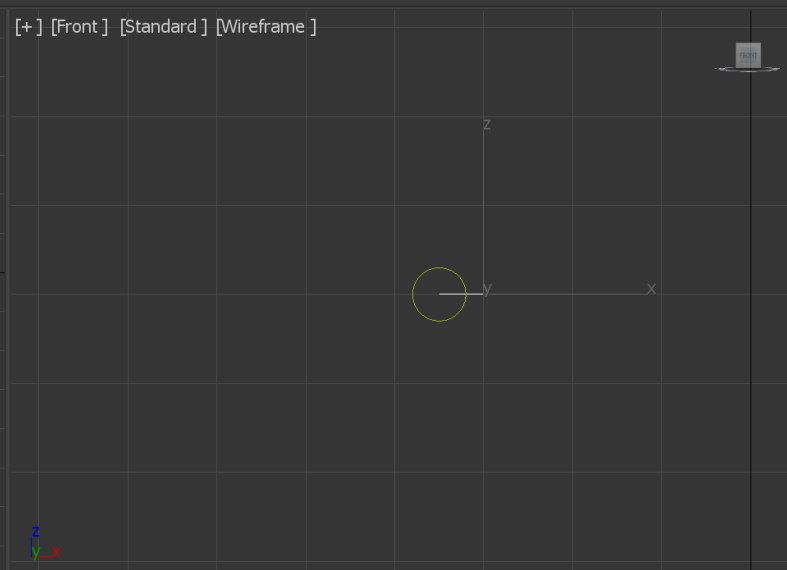 [+ ] [Front ] [Standard ] [Wireframe ]
FRONT
z
y
x
z
y
x